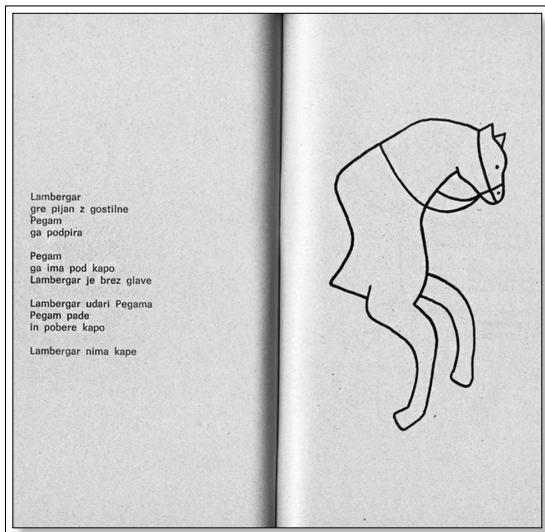 Lambergar
gre pijan z gostilne
Pegam
ga podpira
Pegam
ga ima pod kapo
Lambergar je brez glave
Lambergar udari Pegama
Pegam pade
in pobere kapo
Lambergar nima kape